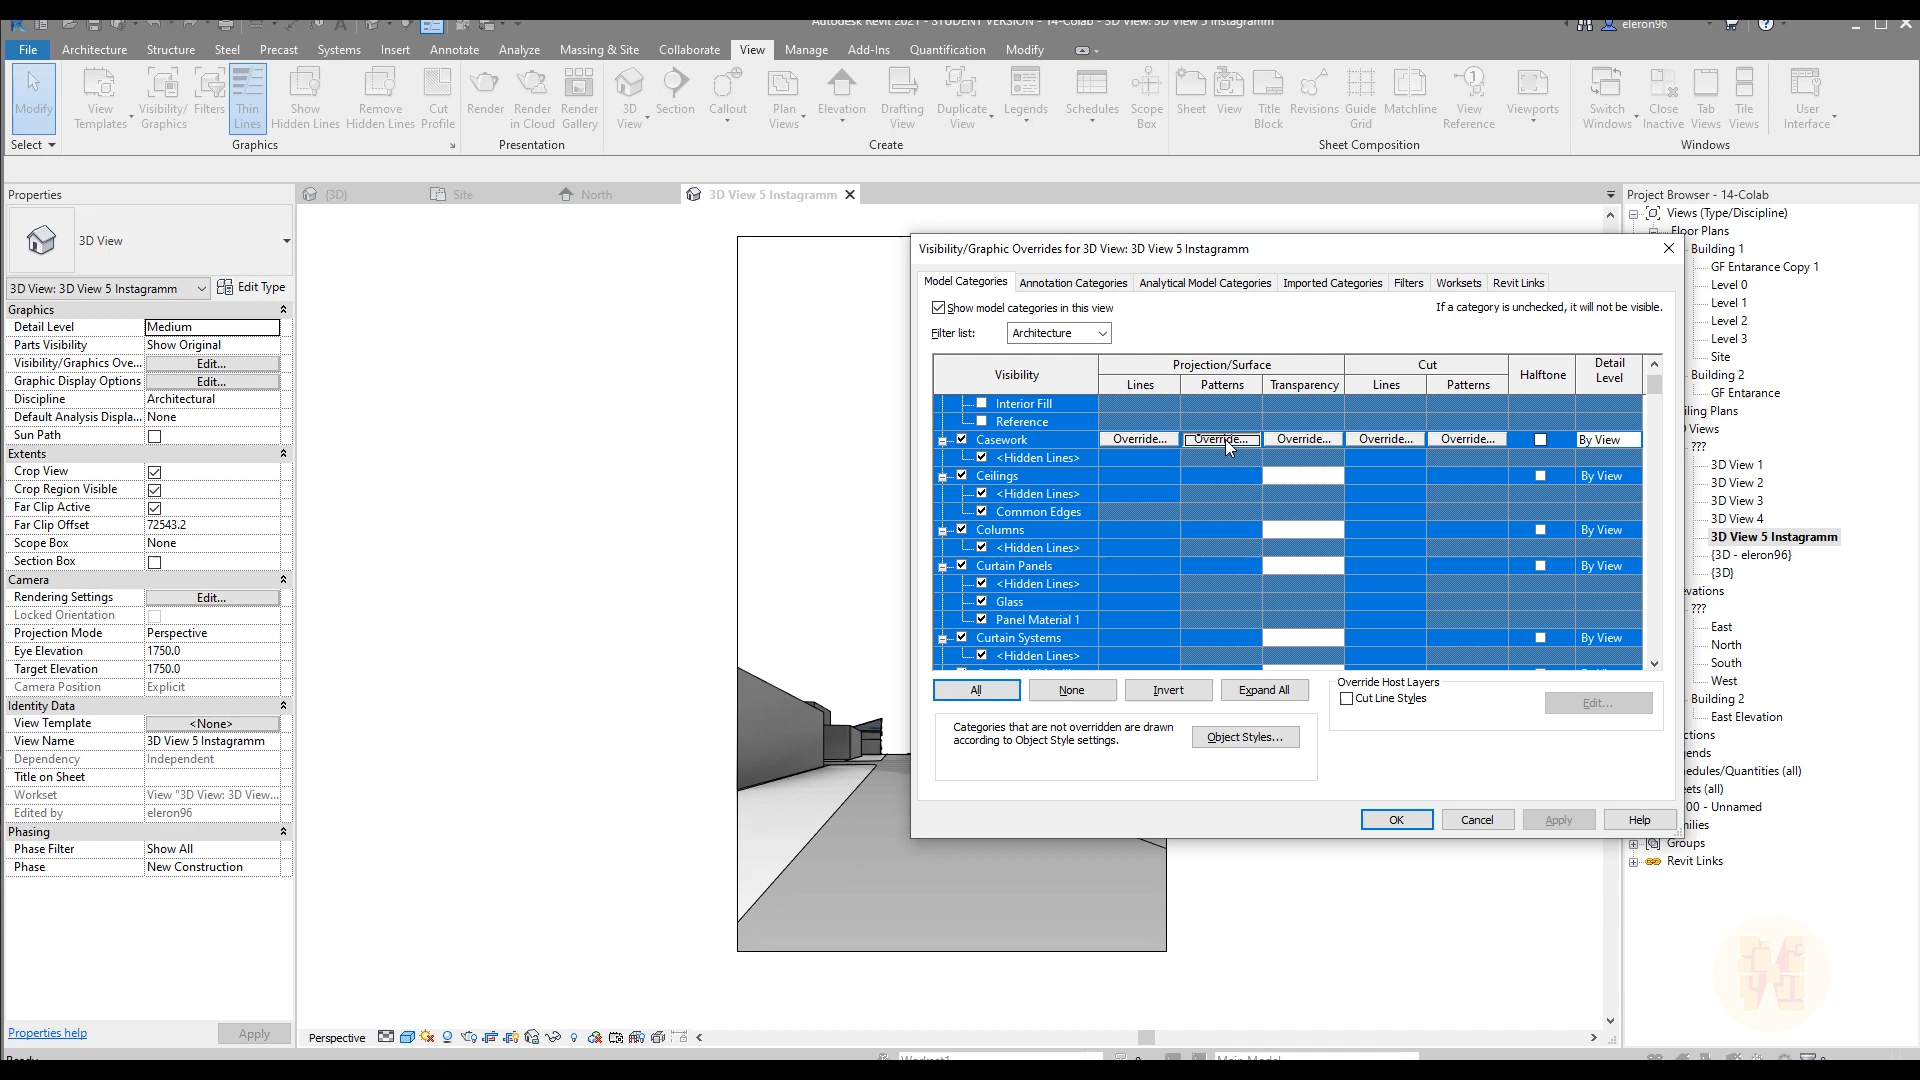 Autodesk Revit 2021 - STUDENT VERSION - 14-Colab - 3D View: 3D View 5 Instagramm
eleron96
File Architecture Structure Steel Precast Systems Insert Annotate Analyze Massing & Site Collaborate View Manage Add-Ins Quantification Modify
Modify
View Templates
Visibility/ Graphics
Filters
Thin Lines
Show Hidden Lines
Remove Hidden Lines
Cut Profile
Render
Render in Cloud
Render Gallery
3D View
Section
Callout
Plan Views
Elevation
Drafting View
Duplicate View
Legends
Schedules
Scope Box
Sheet
View
Title Block
Revisions
Guide Grid
Matchline
View Reference
Viewports
Switch Windows
Close Inactive
Tab Views
Tile Views
User Interface
Select Graphics Presentation Create Sheet Composition Windows
Properties
{3D} Site North 3D View 5 Instagramm
3D View
3D View: 3D View 5 Instagramm Edit Type
Graphics
Detail Level Medium
Parts Visibility Show Original
Visibility/Graphics Ove... Edit...
Graphic Display Options Edit...
Discipline Architectural
Default Analysis Displa... None
Sun Path
Extents
Crop View
Crop Region Visible
Far Clip Active
Far Clip Offset 72543.2
Scope Box None
Section Box
Camera
Rendering Settings Edit...
Locked Orientation
Projection Mode Perspective
Eye Elevation 1750.0
Target Elevation 1750.0
Camera Position Explicit
Identity Data
View Template <None>
View Name 3D View 5 Instagramm
Dependency Independent
Title on Sheet
Workset View "3D View: 3D View...
Edited by eleron96
Phasing
Phase Filter Show All
Phase New Construction
Properties help Apply
Visibility/Graphic Overrides for 3D View: 3D View 5 Instagramm
Model Categories Annotation Categories Analytical Model Categories Imported Categories Filters Worksets Revit Links
Show model categories in this view If a category is unchecked, it will not be visible.
Filter list: Architecture
Visibility Projection/Surface Cut Halftone Detail Level
Lines Patterns Transparency Lines Patterns
Interior Fill
Reference
Casework Override... Override... Override... Override... Override... By View
<Hidden Lines>
Ceilings By View
<Hidden Lines>
Common Edges
Columns By View
<Hidden Lines>
Curtain Panels By View
<Hidden Lines>
Glass
Panel Material 1
Curtain Systems By View
<Hidden Lines>
All None Invert Expand All
Override Host Layers
Cut Line Styles Edit...
Categories that are not overridden are drawn
according to Object Style settings.
Object Styles...
OK Cancel Apply Help
Project Browser - 14-Colab
Views (Type/Discipline)
Floor Plans
Building 1
GF Entarance Copy 1
Level 0
Level 1
Level 2
Level 3
Site
Building 2
GF Entarance
iling Plans
Views
???
3D View 1
3D View 2
3D View 3
3D View 4
3D View 5 Instagramm
{3D - eleron96}
{3D}
evations
???
East
North
South
West
Building 2
East Elevation
ctions
gends
edules/Quantities (all)
ets (all)
00 - Unnamed
milies
Groups
Revit Links
Perspective